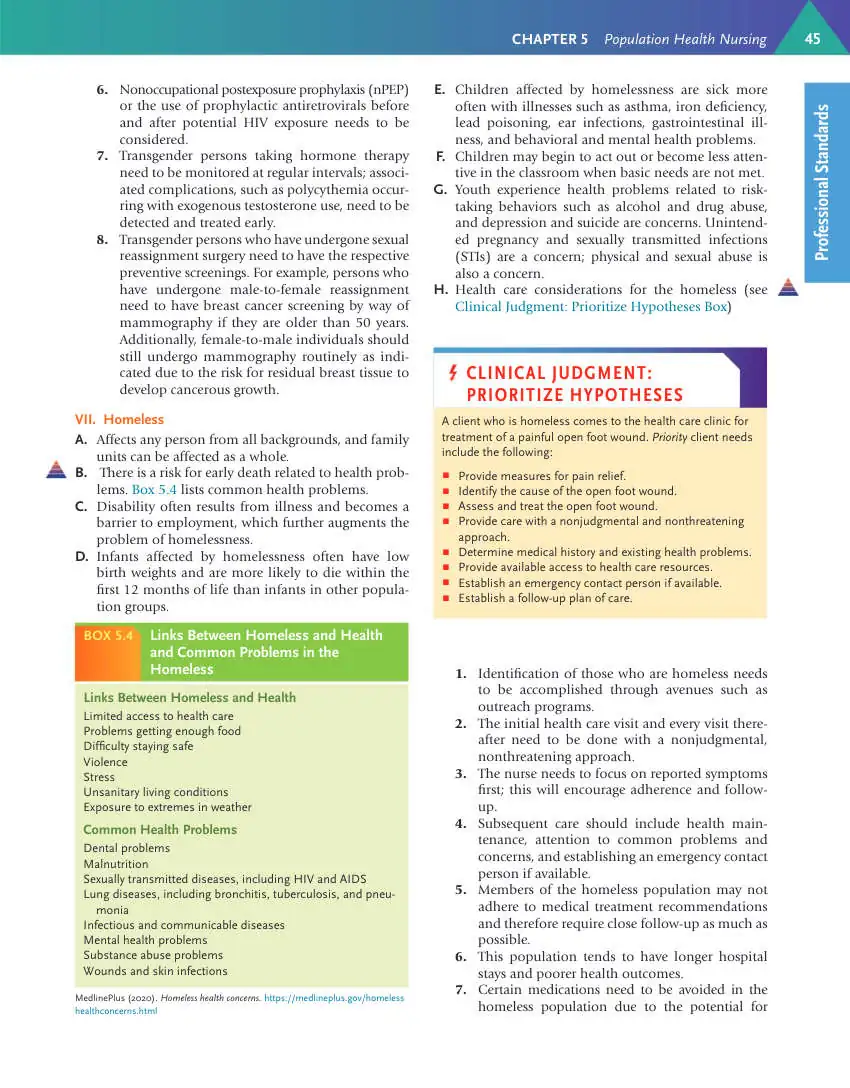 CHAPTER 5 Population Health Nursing 45
6. Nonoccupational postexposure prophylaxis (nPEP)
or the use of prophylactic antiretrovirals before
and after potential HIV exposure needs to be
considered.
7. Transgender persons taking hormone therapy
need to be monitored at regular intervals; associ-
ated complications, such as polycythemia occur-
ring with exogenous testosterone use, need to be
detected and treated early.
8. Transgender persons who have undergone sexual
reassignment surgery need to have the respective
preventive screenings. For example, persons who
have undergone male-to-female reassignment
need to have breast cancer screening by way of
mammography if they are older than 50 years.
Additionally, female-to-male individuals should
still undergo mammography routinely as indi-
cated due to the risk for residual breast tissue to
develop cancerous growth.
VII. Homeless
A. Affects any person from all backgrounds, and family
units can be affected as a whole.
B. There is a risk for early death related to health prob-
lems. Box 5.4 lists common health problems.
C. Disability often results from illness and becomes a
barrier to employment, which further augments the
problem of homelessness.
D. Infants affected by homelessness often have low
birth weights and are more likely to die within the
first 12 months of life than infants in other popula-
tion groups.
BOX 5.4 Links Between Homeless and Health
and Common Problems in the
Homeless
Links Between Homeless and Health
Limited access to health care
Problems getting enough food
Difficulty staying safe
Violence
Stress
Unsanitary living conditions
Exposure to extremes in weather
Common Health Problems
Dental problems
Malnutrition
Sexually transmitted diseases, including HIV and AIDS
Lung diseases, including bronchitis, tuberculosis, and pneu-
monia
Infectious and communicable diseases
Mental health problems
Substance abuse problems
Wounds and skin infections
MedlinePlus (2020). Homeless health concerns. https://medlineplus.gov/homeless
healthconcerns.html
E. Children affected by homelessness are sick more
often with illnesses such as asthma, iron deficiency,
lead poisoning, ear infections, gastrointestinal ill-
ness, and behavioral and mental health problems.
F. Children may begin to act out or become less atten-
tive in the classroom when basic needs are not met.
G. Youth experience health problems related to risk-
taking behaviors such as alcohol and drug abuse,
and depression and suicide are concerns. Unintend-
ed pregnancy and sexually transmitted infections
(STIs) are a concern; physical and sexual abuse is
also a concern.
H. Health care considerations for the homeless (see
Clinical Judgment: Prioritize Hypotheses Box)
CLINICAL JUDGMENT:
PRIORITIZE HYPOTHESES
A client who is homeless comes to the health care clinic for
treatment of a painful open foot wound. Priority client needs
include the following:
■ Provide measures for pain relief.
■ Identify the cause of the open foot wound.
■ Assess and treat the open foot wound.
■ Provide care with a nonjudgmental and nonthreatening
approach.
■ Determine medical history and existing health problems.
■ Provide available access to health care resources.
■ Establish an emergency contact person if available.
■ Establish a follow-up plan of care.
1. Identification of those who are homeless needs
to be accomplished through avenues such as
outreach programs.
2. The initial health care visit and every visit there-
after need to be done with a nonjudgmental,
nonthreatening approach.
3. The nurse needs to focus on reported symptoms
first; this will encourage adherence and follow-
up.
4. Subsequent care should include health main-
tenance, attention to common problems and
concerns, and establishing an emergency contact
person if available.
5. Members of the homeless population may not
adhere to medical treatment recommendations
and therefore require close follow-up as much as
possible.
6. This population tends to have longer hospital
stays and poorer health outcomes.
7. Certain medications need to be avoided in the
homeless population due to the potential for
Professional Standards